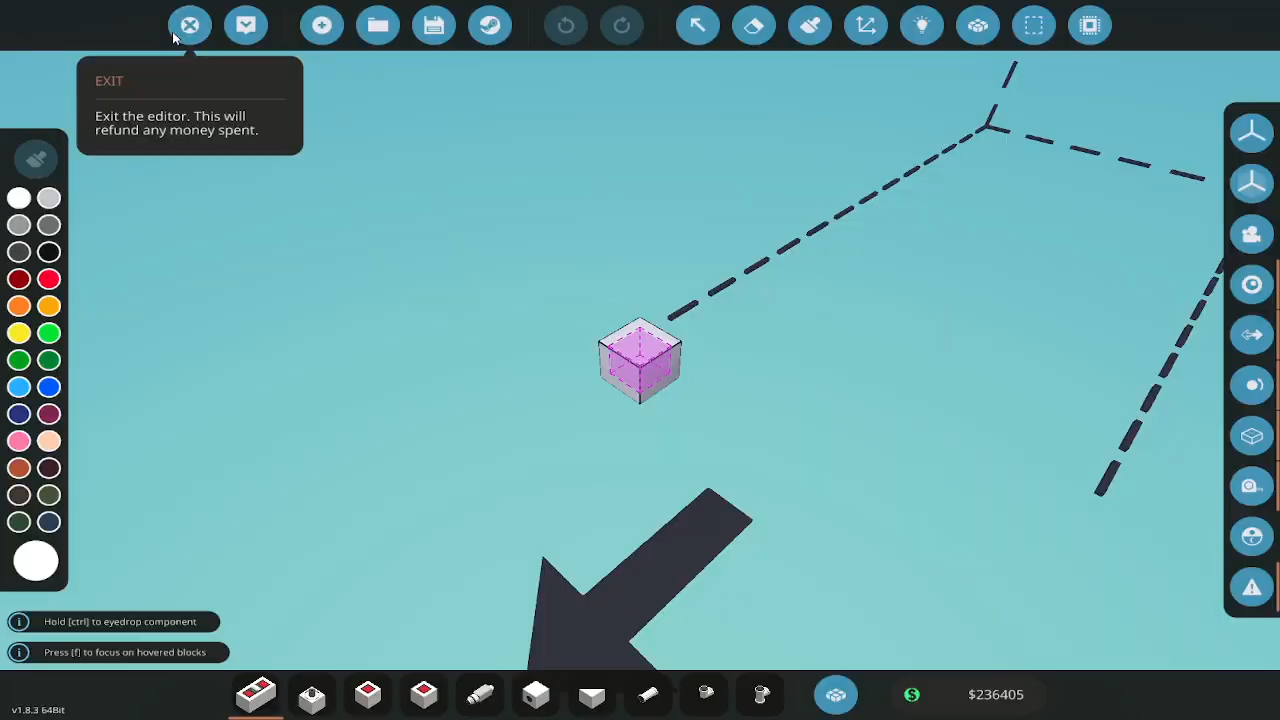 EXIT
Exit the editor. This will
refund any money spent.
Hold [ctrl] to eyedrop component
Press [f] to focus on hovered blocks
v1.8.3 64Bit
$ $236405